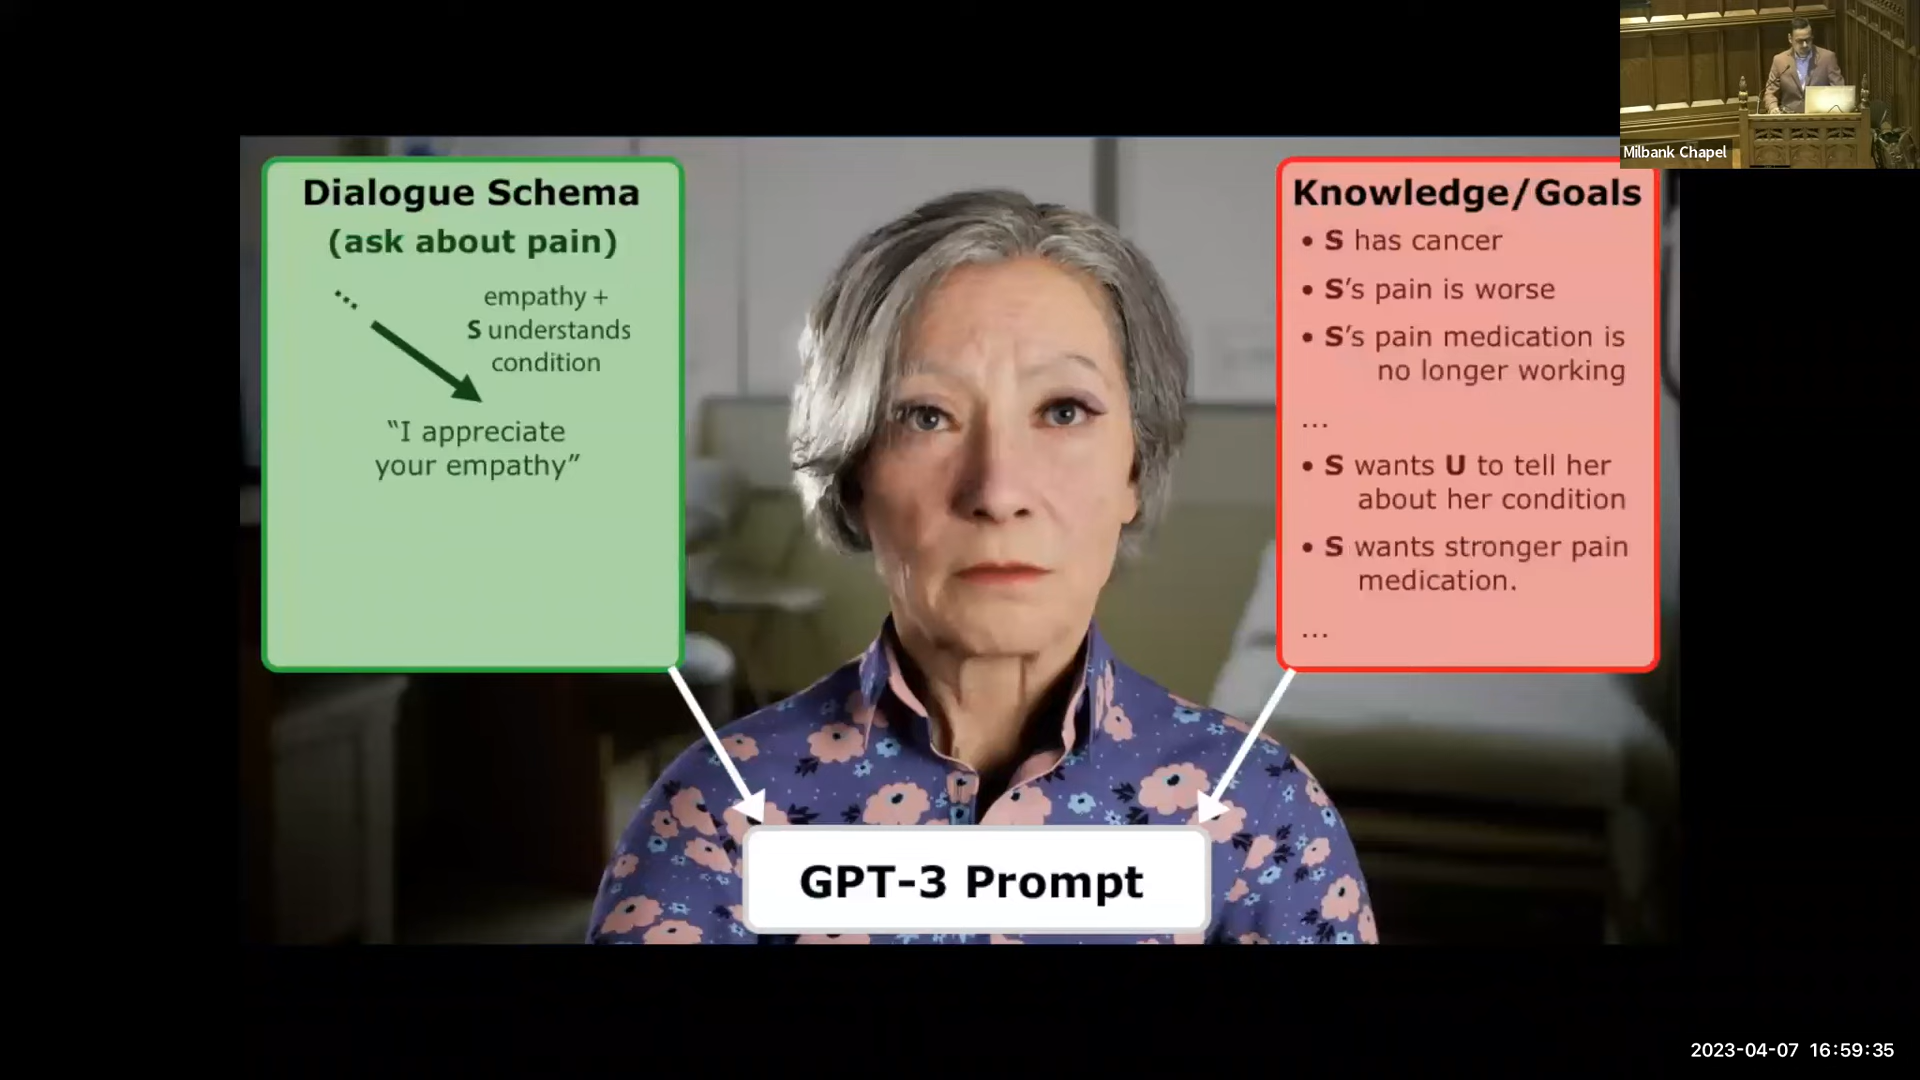 Milbank Chapel
Dialogue Schema
(ask about pain)
...
empathy +
S understands
condition
“I appreciate
your empathy”
Knowledge/Goals
• S has cancer
• S’s pain is worse
• S’s pain medication is
no longer working
...
• S wants U to tell her
about her condition
• S wants stronger pain
medication.
...
GPT-3 Prompt
2023-04-07 16:59:35